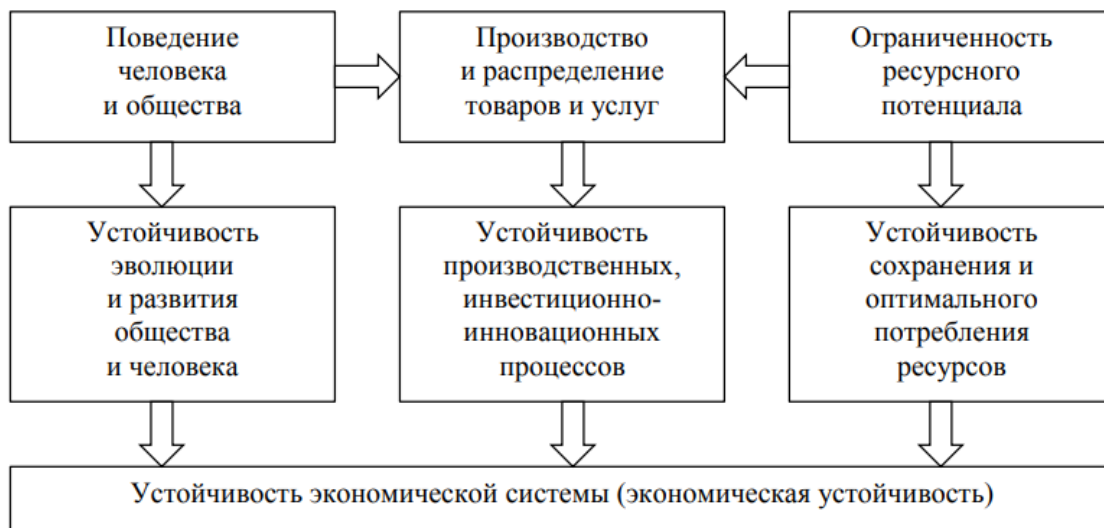 Поведение
человека
и общества
Производство
и распределение
товаров и услуг
Ограниченность
ресурсного
потенциала
Устойчивость
эволюции
и развития
общества
и человека
Устойчивость
производственных,
инвестиционно-
инновационных
процессов
Устойчивость
сохранения и
оптимального
потребления
ресурсов
Устойчивость экономической системы (экономическая устойчивость)